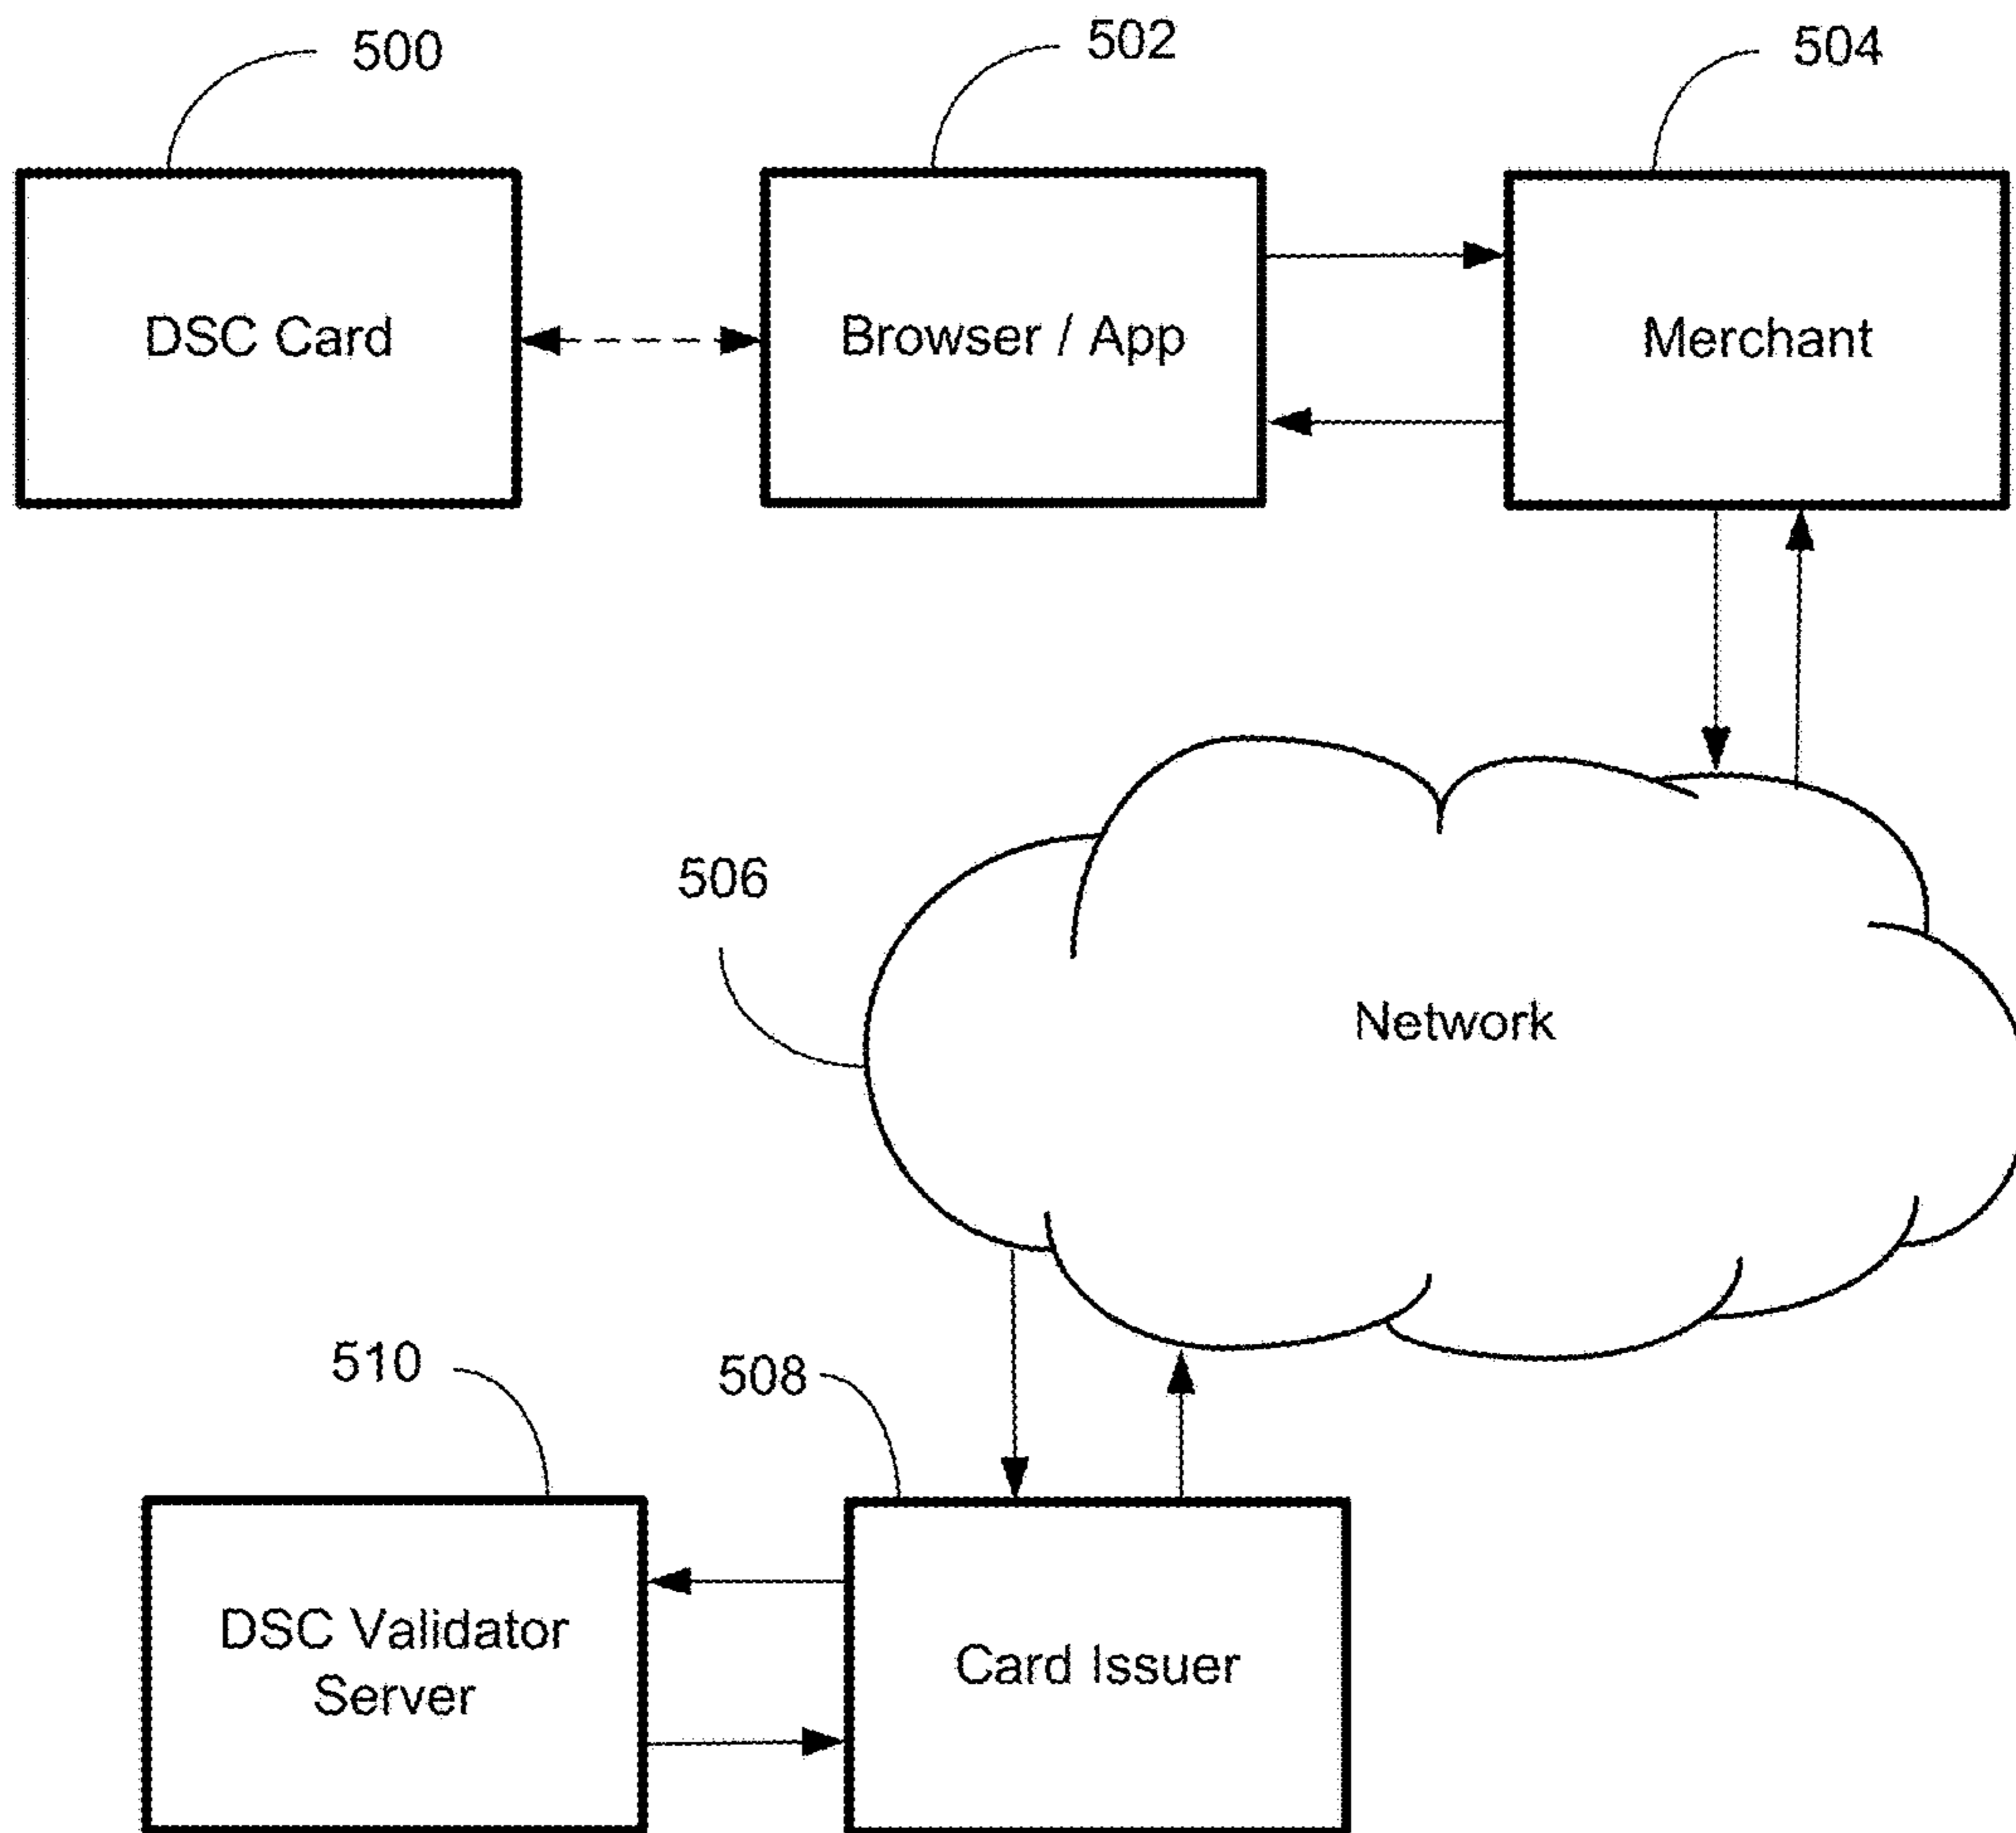 500
502
504
DSC Card
Browser / App
Merchant
506
Network
510
508
DSC Validator
Server
Card Issuer